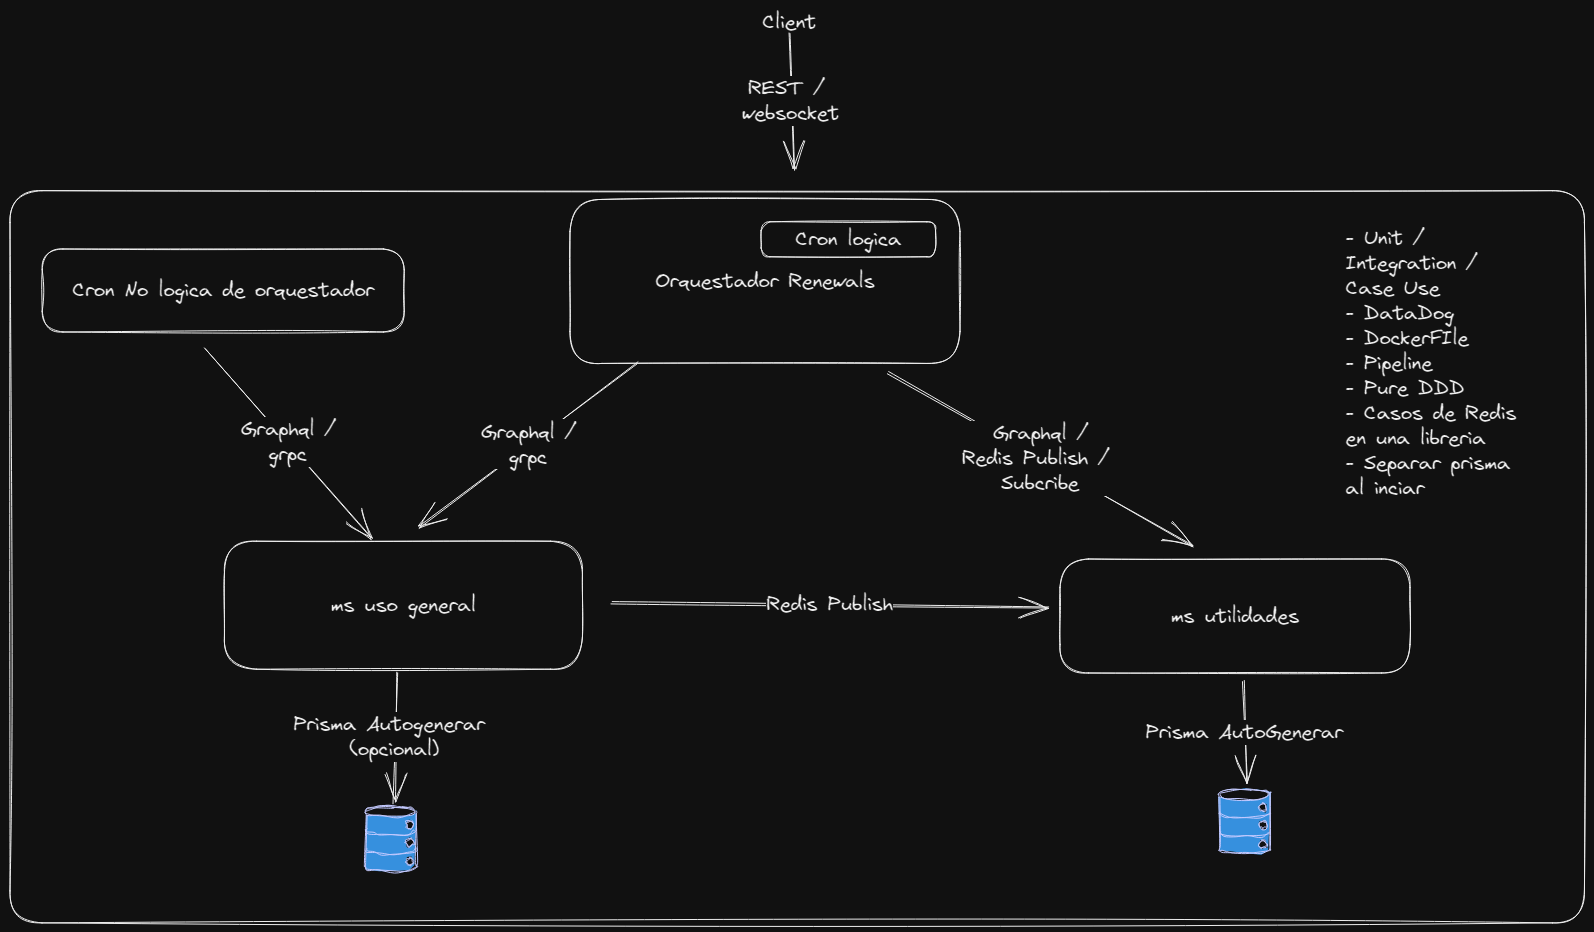 Client
REST /
websocket
Cron logica
Orquestador Renewals
Cron No logica de orquestador
- Unit /
Integration /
Case Use
- DataDog
- DockerFIle
- Pipeline
- Pure DDD
- Casos de Redis
en una libreria
- Separar prisma
al inciar
Graphql /
grpc
Graphql /
grpc
Graphql /
Redis Publish /
Subcribe
ms uso general
Redis Publish
ms utilidades
Prisma Autogenerar
(opcional)
Prisma AutoGenerar